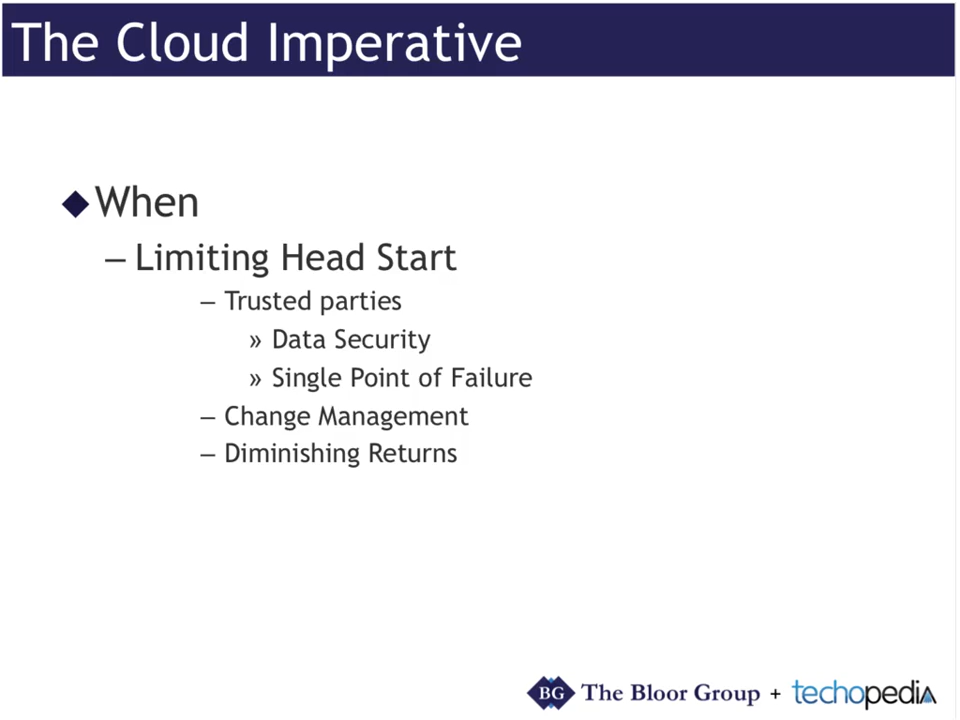 The Cloud Imperative
◆When
– Limiting Head Start
– Trusted parties
» Data Security
» Single Point of Failure
– Change Management
– Diminishing Returns
BG The Bloor Group + techopedia